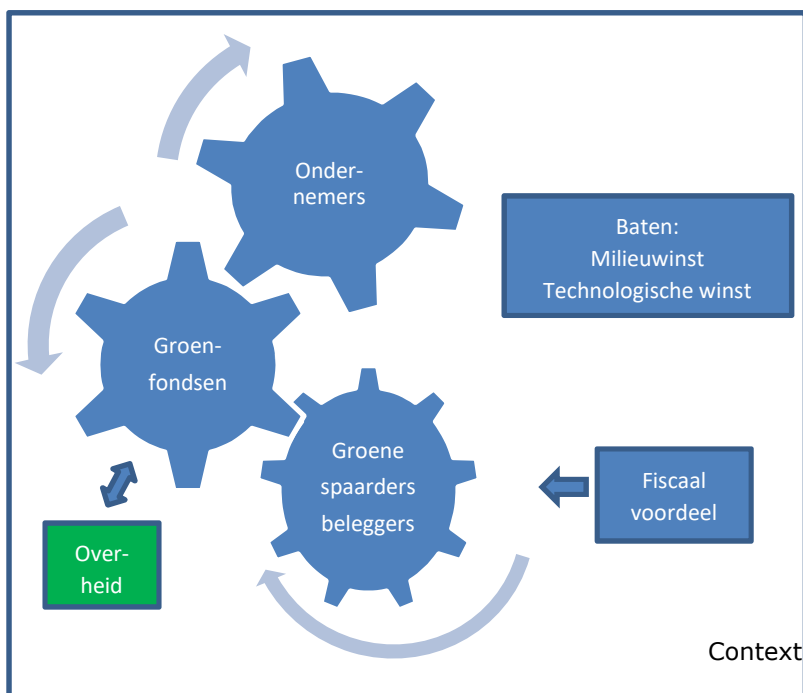 Onder-
nemers
Baten:
Milieuwinst
Technologische winst
Groen-
fondsen
Groene
spaarders
beleggers
Fiscaal
voordeel
Over-
heid
Context